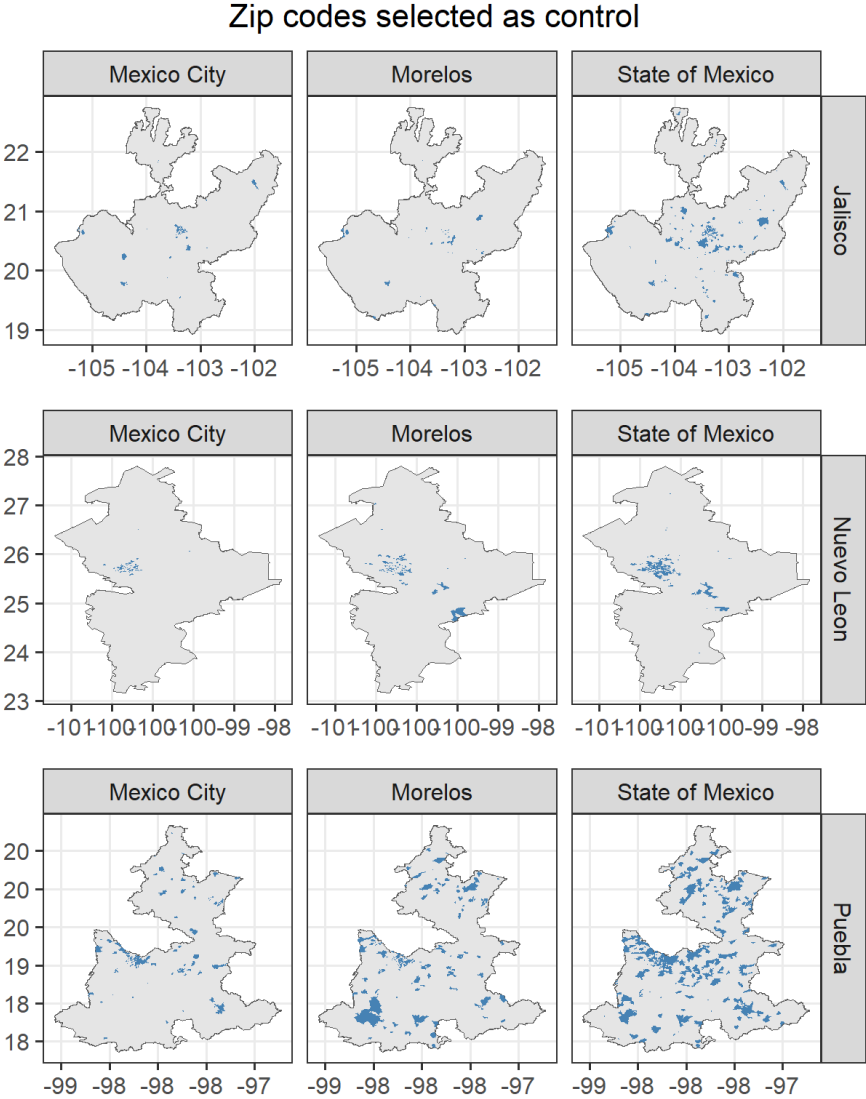 Zip codes selected as control
Mexico City Morelos State of Mexico
22
21
20
19
Jalisco
-105 -104 -103 -102 -105 -104 -103 -102 -105 -104 -103 -102
Mexico City Morelos State of Mexico
28
27
26
25
24
23
Nuevo Leon
-101 -100 -100 -100 -99 -98 -101 -100 -100 -100 -99 -98 -101 -100 -100 -100 -99 -98
Mexico City Morelos State of Mexico
20
20
20
19
18
18
Puebla
-99 -98 -98 -98 -97 -99 -98 -98 -98 -97 -99 -98 -98 -98 -97